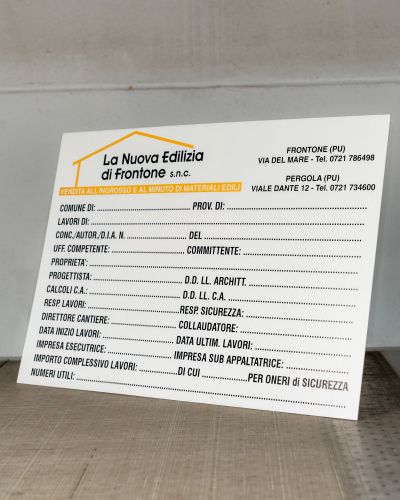 La Nuova Edilizia
di Frontone s.n.c.
VENDITA ALL'INGROSSO E AL MINUTO DI MATERIALI EDILI
FRONTONE (PU)
VIA DEL MARE - Tel. 0721 786498
PERGOLA (PU)
VIALE DANTE 12 - Tel. 0721 734600
COMUNE DI: PROV. DI:
LAVORI DI:
CONC./AUTOR./D.I.A. N. DEL
UFF. COMPETENTE: COMMITTENTE:
PROPRIETA':
PROGETTISTA: D.D. LL. ARCHITT.
CALCOLI C.A.: D.D. LL. C.A.
RESP. LAVORI: RESP. SICUREZZA:
DIRETTORE CANTIERE: COLLAUDATORE:
DATA INIZIO LAVORI: DATA ULTIM. LAVORI:
IMPRESA ESECUTRICE: IMPRESA SUB APPALTATRICE:
IMPORTO COMPLESSIVO LAVORI: DI CUI PER ONERI di SICUREZZA
NUMERI UTILI: